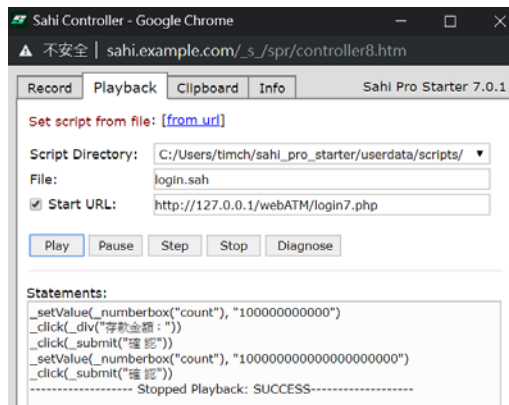 Sahi Controller - Google Chrome
不安全 | sahi.example.com/_s_/spr/controller8.htm
Record Playback Clipboard Info Sahi Pro Starter 7.0.1
Set script from file: [from url]
Script Directory: C:/Users/timch/sahi_pro_starter/userdata/scripts/
File: login.sah
Start URL: http://127.0.0.1/webATM/login7.php
Play Pause Step Stop Diagnose
Statements:
_setValue(_numberbox("count"), "100000000000")
_click(_div("存款金額："))
_click(_submit("確 認"))
_setValue(_numberbox("count"), "100000000000000000000")
_click(_submit("確 認"))
------------------- Stopped Playback: SUCCESS-------------------